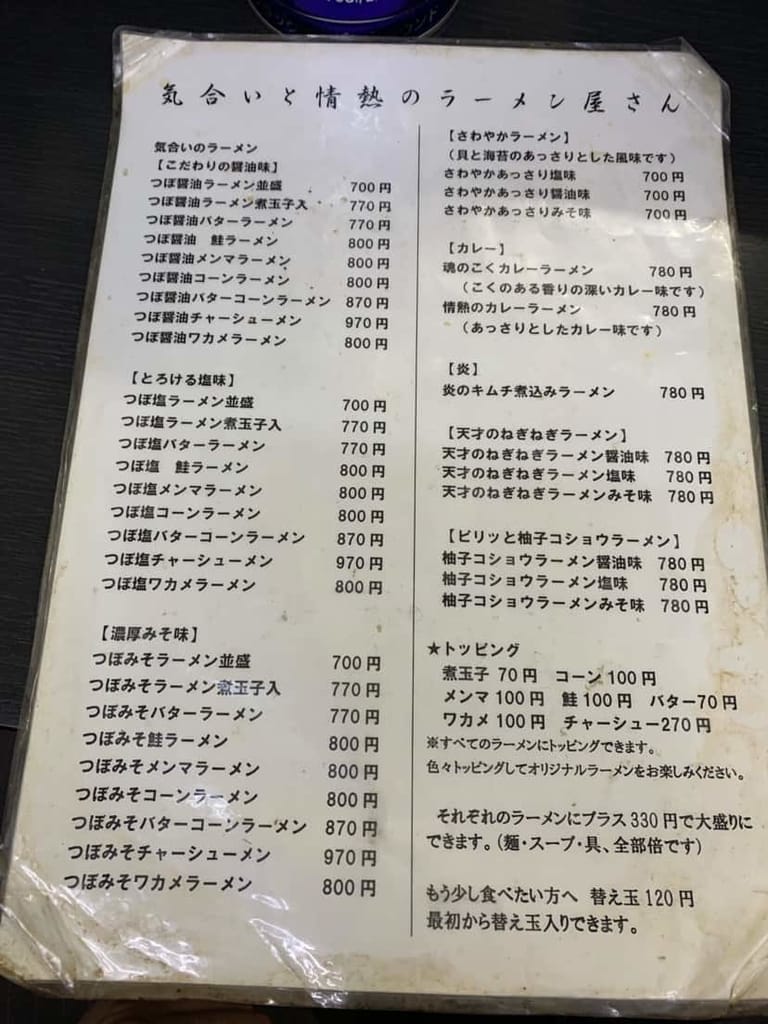 気合いと情熱のラーメン屋さん
気合いのラーメン
【こだわりの醤油味】
つぼ醤油ラーメン並盛 700円
つぼ醤油ラーメン煮玉子入 770円
つぼ醤油バターラーメン 770円
つぼ醤油 鮭ラーメン 800円
つぼ醤油メンマラーメン 800円
つぼ醤油コーンラーメン 800円
つぼ醤油バターコーンラーメン 870円
つぼ醤油チャーシューメン 970円
つぼ醤油ワカメラーメン 800円
【とろける塩味】
つぼ塩ラーメン並盛 700円
つぼ塩ラーメン煮玉子入 770円
つぼ塩バターラーメン 770円
つぼ塩 鮭ラーメン 800円
つぼ塩メンマラーメン 800円
つぼ塩コーンラーメン 800円
つぼ塩バターコーンラーメン 870円
つぼ塩チャーシューメン 970円
つぼ塩ワカメラーメン 800円
【濃厚みそ味】
つぼみそラーメン並盛 700円
つぼみそラーメン煮玉子入 770円
つぼみそバターラーメン 770円
つぼみそ鮭ラーメン 800円
つぼみそメンマラーメン 800円
つぼみそコーンラーメン 800円
つぼみそバターコーンラーメン 870円
つぼみそチャーシューメン 970円
つぼみそワカメラーメン 800円
【さわやかラーメン】
（貝と海苔のあっさりとした風味です）
さわやかあっさり塩味 700円
さわやかあっさり醤油味 700円
さわやかあっさりみそ味 700円
【カレー】
魂のこくカレーラーメン 780円
（こくのある香りの深いカレー味です）
情熱のカレーラーメン 780円
（あっさりとしたカレー味です）
【炎】
炎のキムチ煮込みラーメン 780円
【天才のねぎねぎラーメン】
天才のねぎねぎラーメン醤油味 780円
天才のねぎねぎラーメン塩味 780円
天才のねぎねぎラーメンみそ味 780円
【ピリッと柚子コショウラーメン】
柚子コショウラーメン醤油味 780円
柚子コショウラーメン塩味 780円
柚子コショウラーメンみそ味 780円
★トッピング
煮玉子 70円 コーン100円
メンマ100円 鮭100円 バター70円
ワカメ100円 チャーシュー270円
※すべてのラーメンにトッピングできます。
色々トッピングしてオリジナルラーメンをお楽しみください。
それぞれのラーメンにプラス330円で大盛りに
できます。（麺・スープ・具、全部倍です）
もう少し食べたい方へ 替え玉120円
最初から替え玉入りできます。